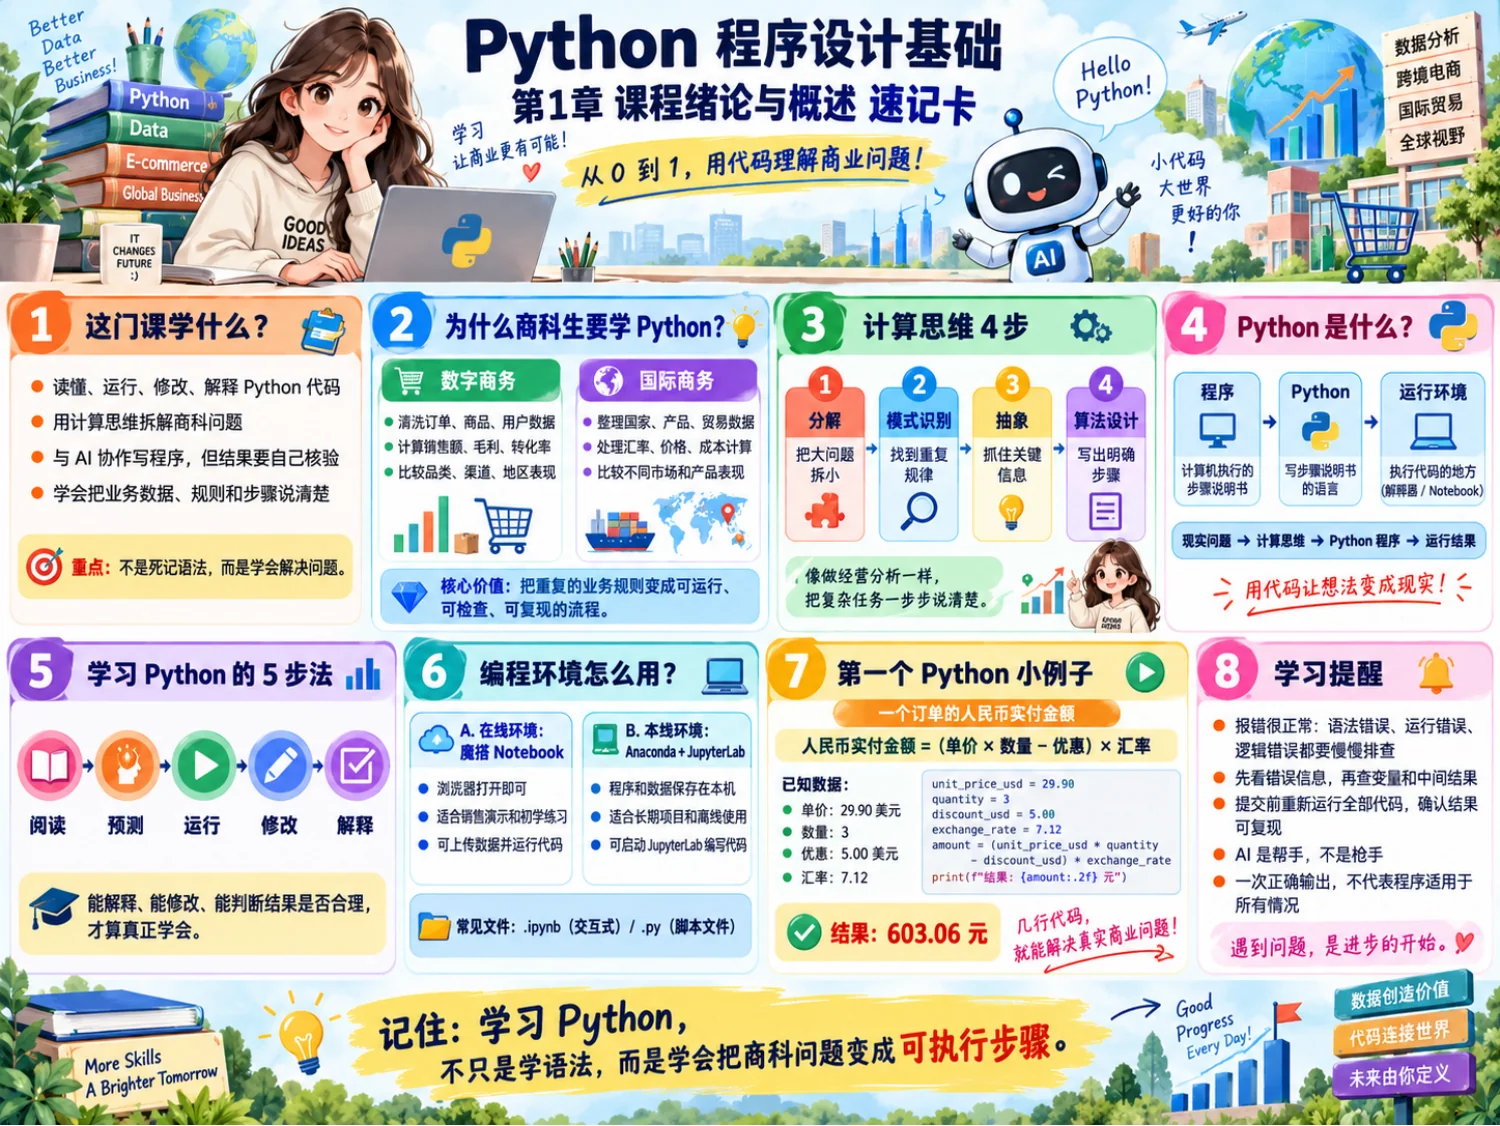 Better
Data
Better
Business!
Python
Data
E-commerce
Global Business
IT
CHANGES
FUTURE
:)
GOOD
IDEAS
Python 程序设计基础
第1章 课程绪论与概述 速记卡
学习
让商业更有可能!
从 0 到 1，用代码理解商业问题!
Hello
Python!
AI
小代码
大世界
更好的你
!
数据分析
跨境电商
国际贸易
全球视野
1 这门课学什么?
读懂、运行、修改、解释 Python 代码
用计算思维拆解商科问题
与 AI 协作写程序，但结果要自己核验
学会把业务数据、规则和步骤说清楚
重点：不是死记语法，而是学会解决问题。
2 为什么商科生要学 Python?
数字商务
清洗订单、商品、用户数据
计算销售额、毛利、转化率
比较品类、渠道、地区表现
国际商务
整理国家、产品、贸易数据
处理汇率、价格、成本计算
比较不同市场和产品表现
核心价值：把重复的业务规则变成可运行、
可检查、可复现的流程。
3 计算思维 4 步
1
分解
把大问题
拆小
2
模式识别
找到重复
规律
3
抽象
抓住关键
信息
4
算法设计
写出明确
步骤
像做经营分析一样，
把复杂任务一步步说清楚。
4 Python 是什么?
程序
计算机执行的
步骤说明书
Python
写步骤说明书
的语言
运行环境
执行代码的地方
(解释器 / Notebook)
现实问题 → 计算思维 → Python 程序 → 运行结果
用代码让想法变成现实!
5 学习 Python 的 5 步法
阅读 预测 运行 修改 解释
能解释、能修改、能判断结果是否合理，
才算真正学会。
6 编程环境怎么用?
A. 在线环境:
魔搭 Notebook
浏览器打开即可
适合销售演示和初学练习
可上传数据并运行代码
B. 本线环境:
Anaconda + JupyterLab
程序和数据保存在本机
适合长期项目和离线使用
可启动 JupyterLab 编写代码
常见文件：.ipynb（交互式）/ .py（脚本文件）
7 第一个 Python 小例子
一个订单的人民币实付金额
人民币实付金额 = (单价 × 数量 − 优惠) × 汇率
已知数据：
单价：29.90 美元
数量：3
优惠：5.00 美元
汇率：7.12
unit_price_usd = 29.90
quantity = 3
discount_usd = 5.00
exchange_rate = 7.12
amount = (unit_price_usd * quantity
- discount_usd) * exchange_rate
print(f"结果: {amount:.2f} 元")
结果：603.06 元
几行代码，
就能解决真实商业问题!
8 学习提醒
报错很正常：语法错误、运行错误、
逻辑错误都要慢慢排查
先看错误信息，再查变量和中间结果
提交前重新运行全部代码，确认结果
可复现
AI 是帮手，不是枪手
一次正确输出，不代表程序适用于
所有情况
遇到问题，是进步的开始。
More Skills
A Brighter Tomorrow
记住：学习 Python，
不只是学语法，而是学会把商科问题变成可执行步骤。
Good
Progress
Every Day!
数据创造价值
代码连接世界
未来由你定义